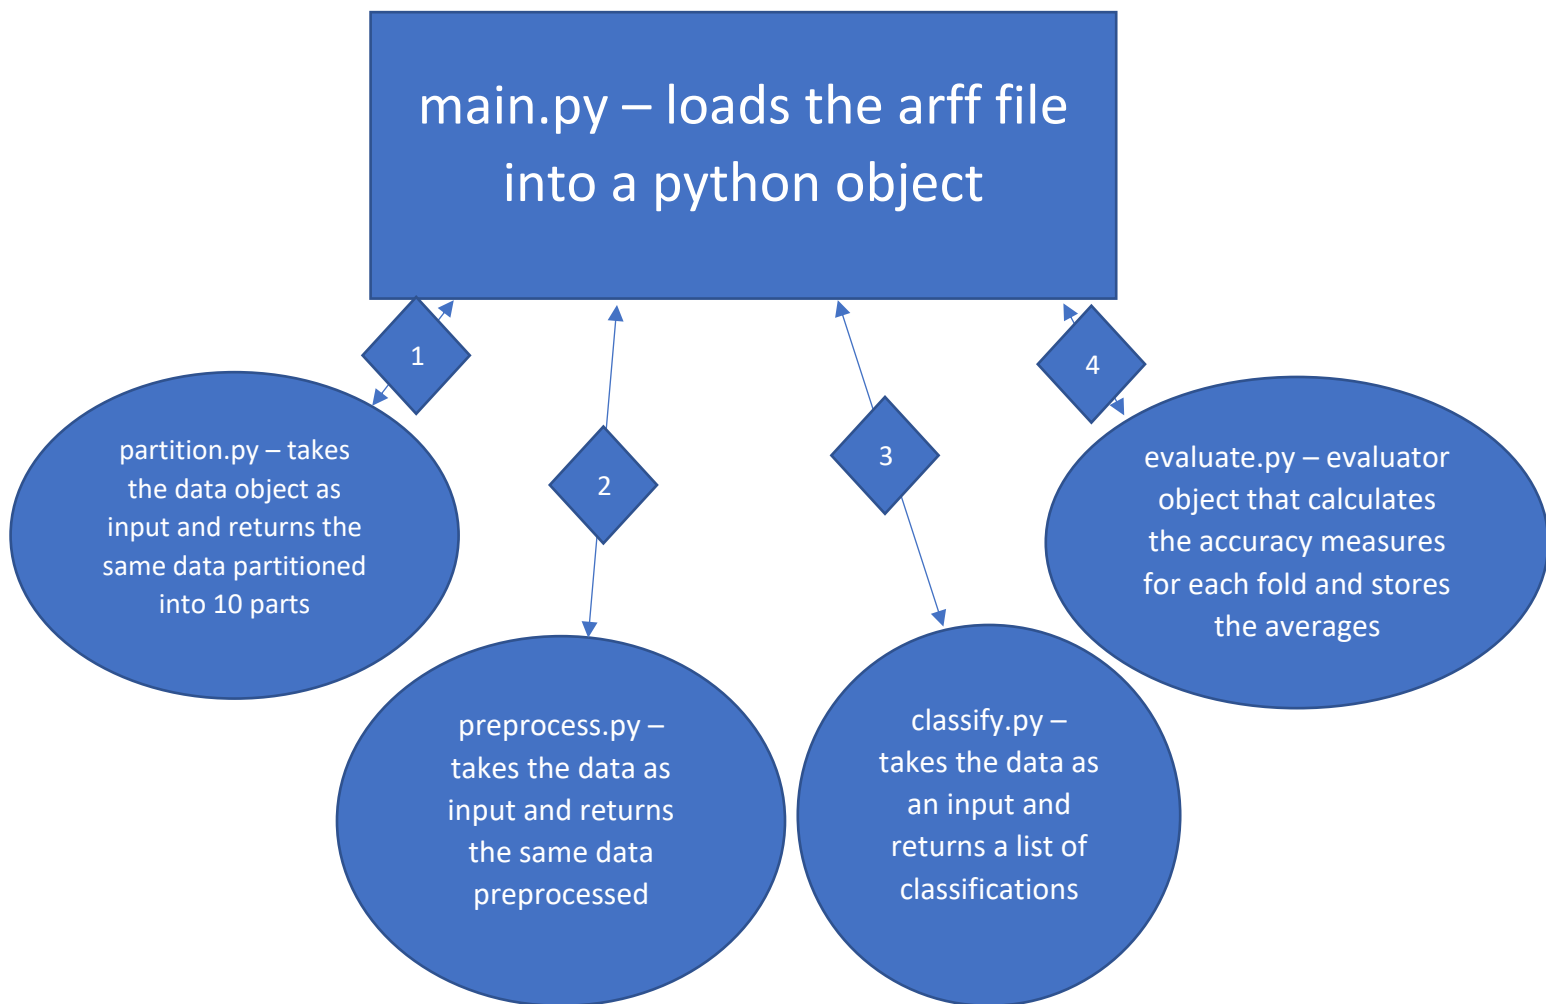 main.py – loads the arff file
into a python object
1
2
3
4
partition.py – takes
the data object as
input and returns the
same data partitioned
into 10 parts
preprocess.py –
takes the data as
input and returns
the same data
preprocessed
classify.py –
takes the data as
an input and
returns a list of
classifications
evaluate.py – evaluator
object that calculates
the accuracy measures
for each fold and stores
the averages